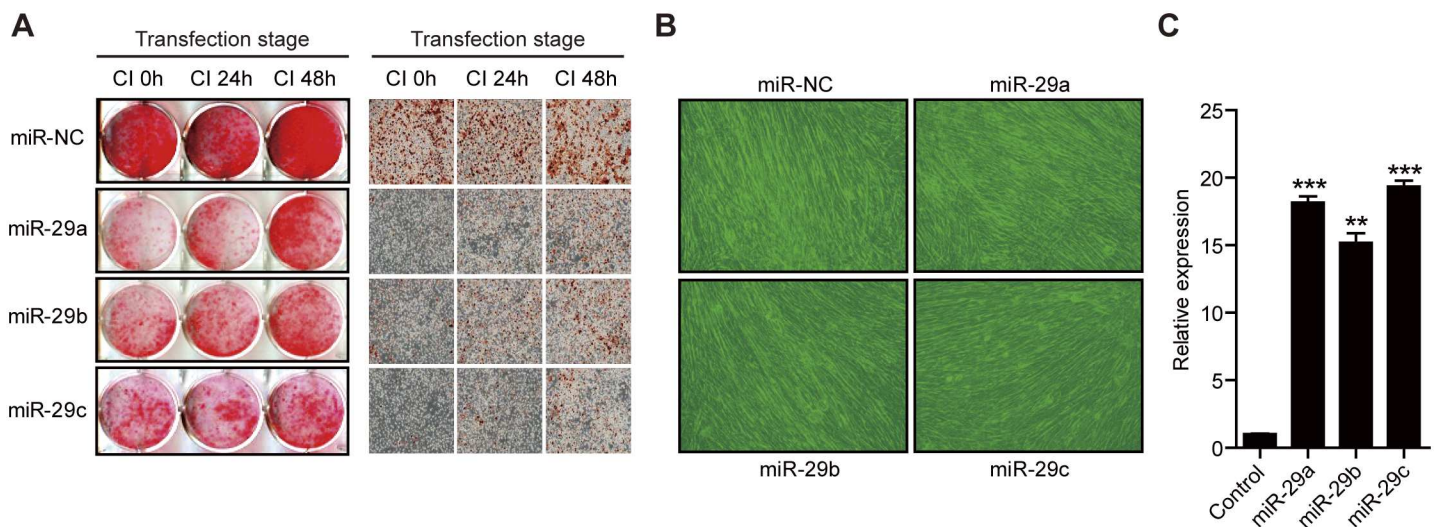 A
Transfection stage
CI 0h CI 24h CI 48h
Transfection stage
CI 0h CI 24h CI 48h
miR-NC
miR-29a
miR-29b
miR-29c
B
miR-NC miR-29a
miR-29b miR-29c
C
Relative expression
25
20
15
10
5
0
***
**
***
Control miR-29a miR-29b miR-29c